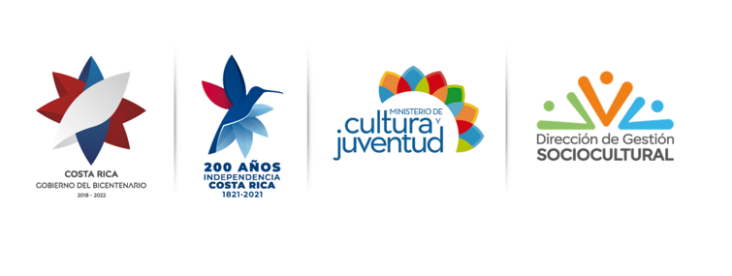 COSTA RICA
GOBIERNO DEL BICENTENARIO
2018 - 2022
200 AÑOS
INDEPENDENCIA
COSTA RICA
1821-2021
MINISTERIO DE
cultura Y
juventud
Dirección de Gestión
SOCIOCULTURAL